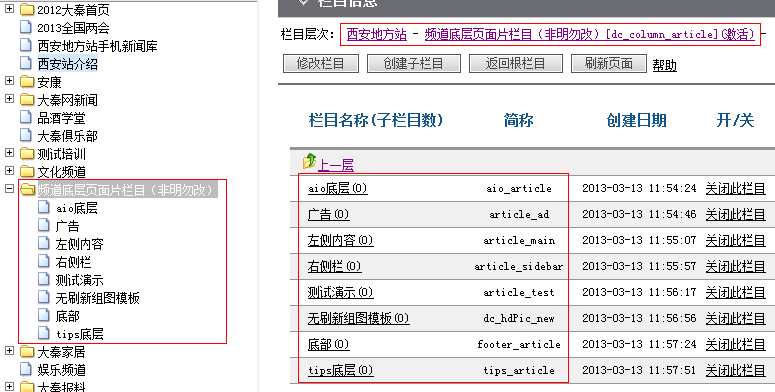 2012大秦首页
2013全国两会
西安地方站手机新闻库
西安站介绍
安康
大秦网新闻
品酒学堂
大秦俱乐部
测试培训
文化频道
频道底层页面片栏目（非明勿改）
aio底层
广告
左侧内容
右侧栏
测试演示
无刷新组图模板
底部
tips底层
大秦家居
娱乐频道
大秦报料
栏目信息
栏目层次: 西安地方站 - 频道底层页面片栏目（非明勿改）[dc_column_article](激活) -
修改栏目 创建子栏目 返回根栏目 刷新页面 帮助
栏目名称(子栏目数) 简称 创建日期 开/关
上一层
aio底层(0) aio_article 2013-03-13 11:54:24 关闭此栏目
广告(0) article_ad 2013-03-13 11:54:46 关闭此栏目
左侧内容(0) article_main 2013-03-13 11:55:07 关闭此栏目
右侧栏(0) article_sidebar 2013-03-13 11:55:57 关闭此栏目
测试演示(0) article_test 2013-03-13 11:56:17 关闭此栏目
无刷新组图模板(0) dc_hdPic_new 2013-03-13 11:56:56 关闭此栏目
底部(0) footer_article 2013-03-13 11:57:24 关闭此栏目
tips底层(0) tips_article 2013-03-13 11:57:51 关闭此栏目